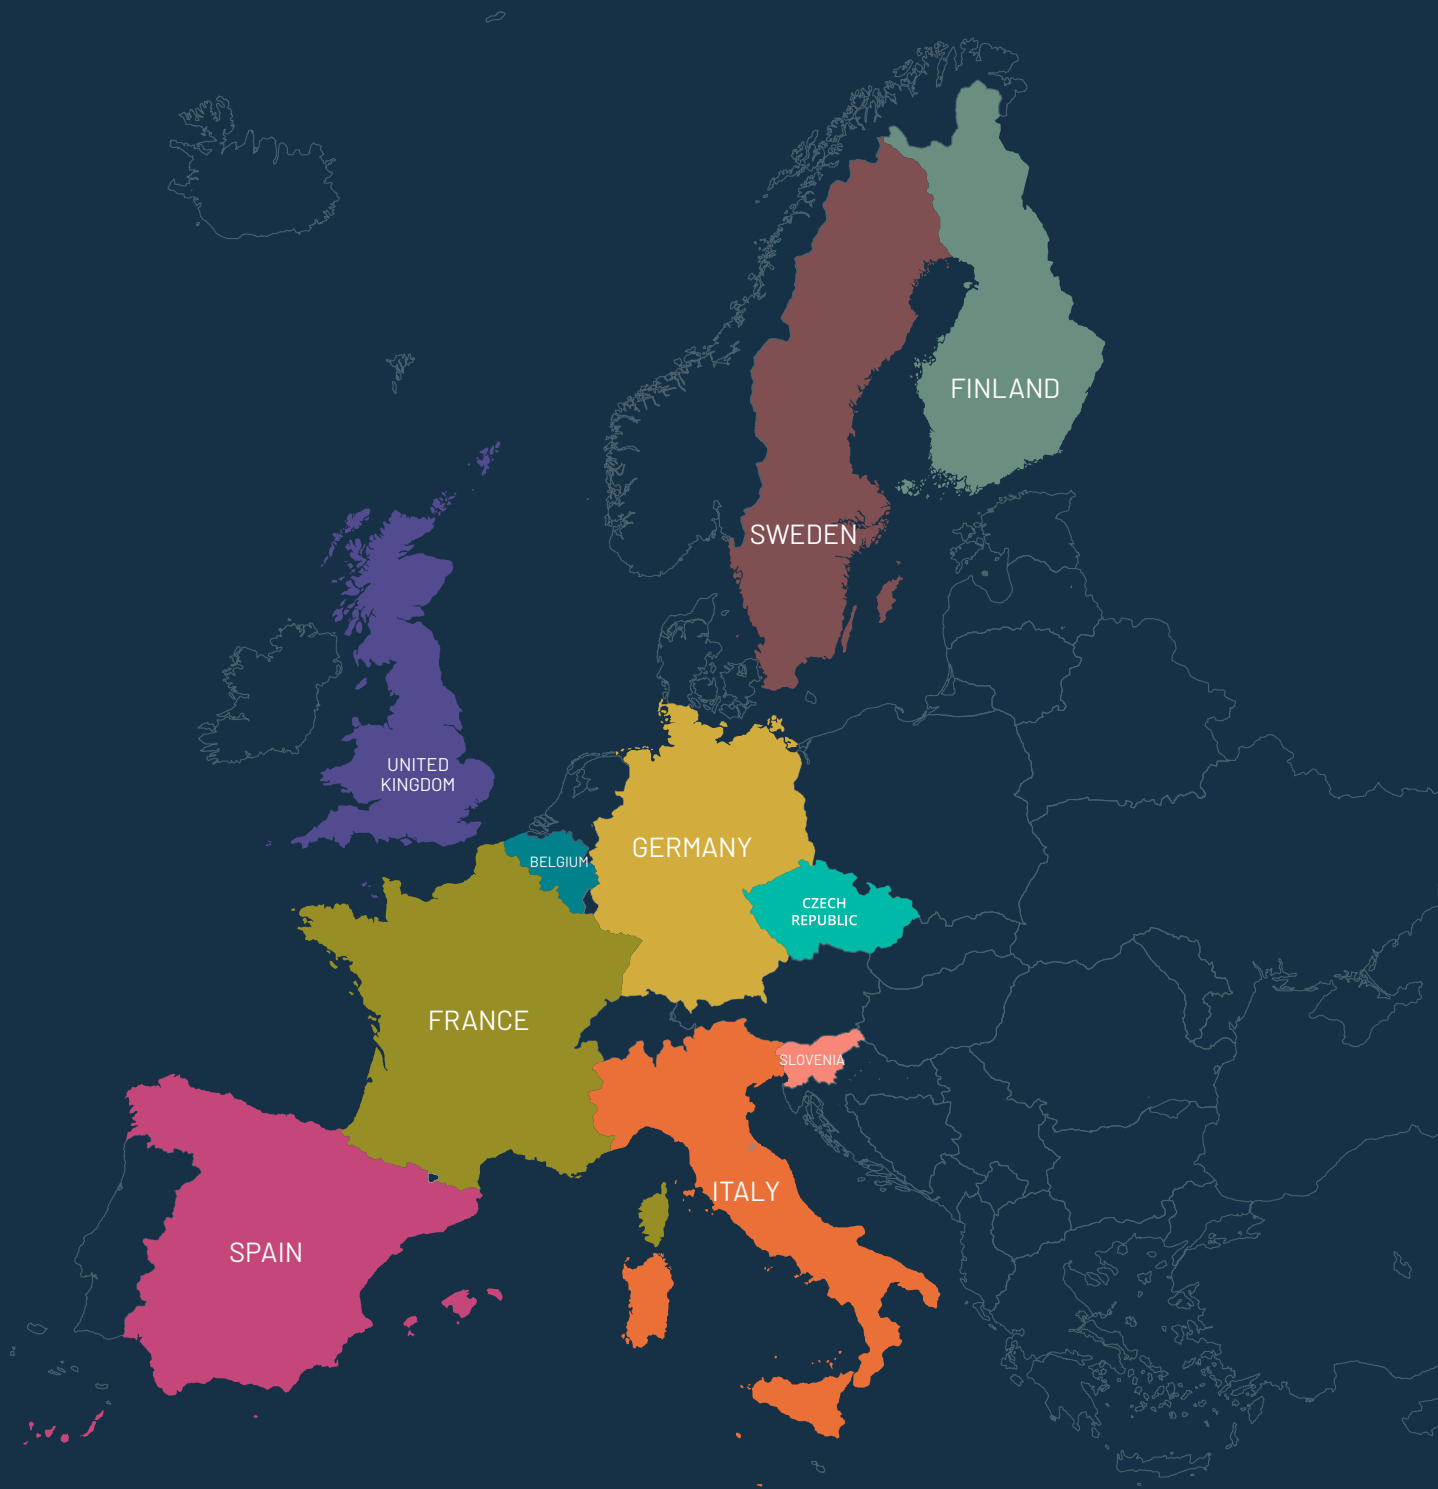 FINLAND
SWEDEN
UNITED
KINGDOM
GERMANY
BELGIUM
CZECH
REPUBLIC
FRANCE
SLOVENIA
ITALY
SPAIN